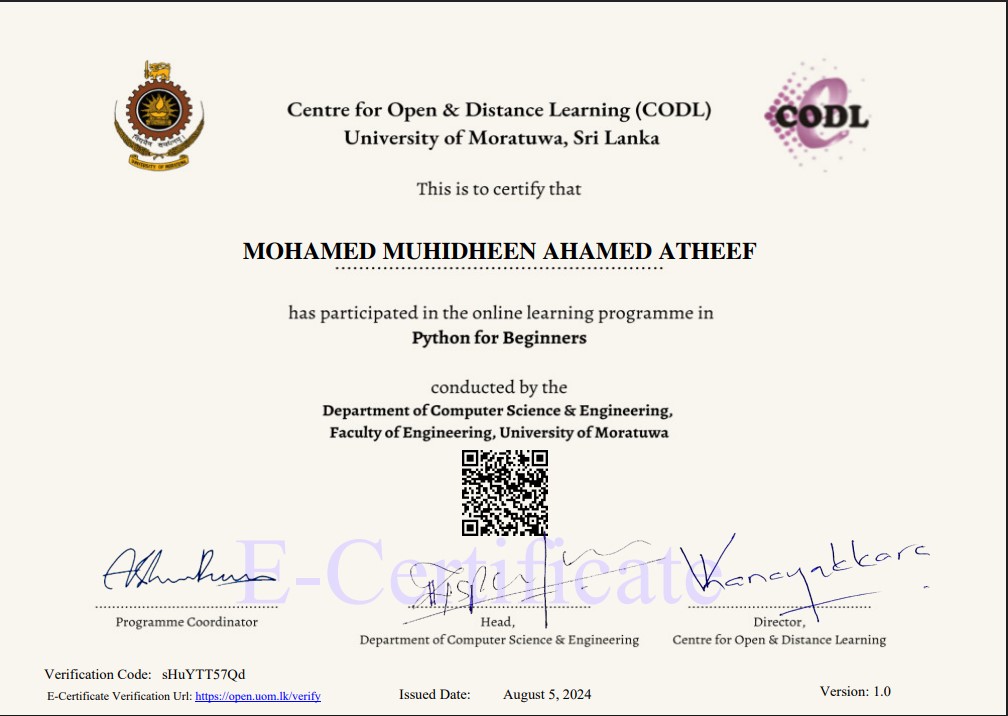 Centre for Open & Distance Learning (CODL)
University of Moratuwa, Sri Lanka
CODL
UNIVERSITY OF MORATUWA
This is to certify that
MOHAMED MUHIDHEEN AHAMED ATHEEF
has participated in the online learning programme in
Python for Beginners
conducted by the
Department of Computer Science & Engineering,
Faculty of Engineering, University of Moratuwa
E-Certificate
Programme Coordinator
Head,
Department of Computer Science & Engineering
Director,
Centre for Open & Distance Learning
Verification Code: sHuYTT57Qd
E-Certificate Verification Url: https://open.uom.lk/verify
Issued Date: August 5, 2024
Version: 1.0